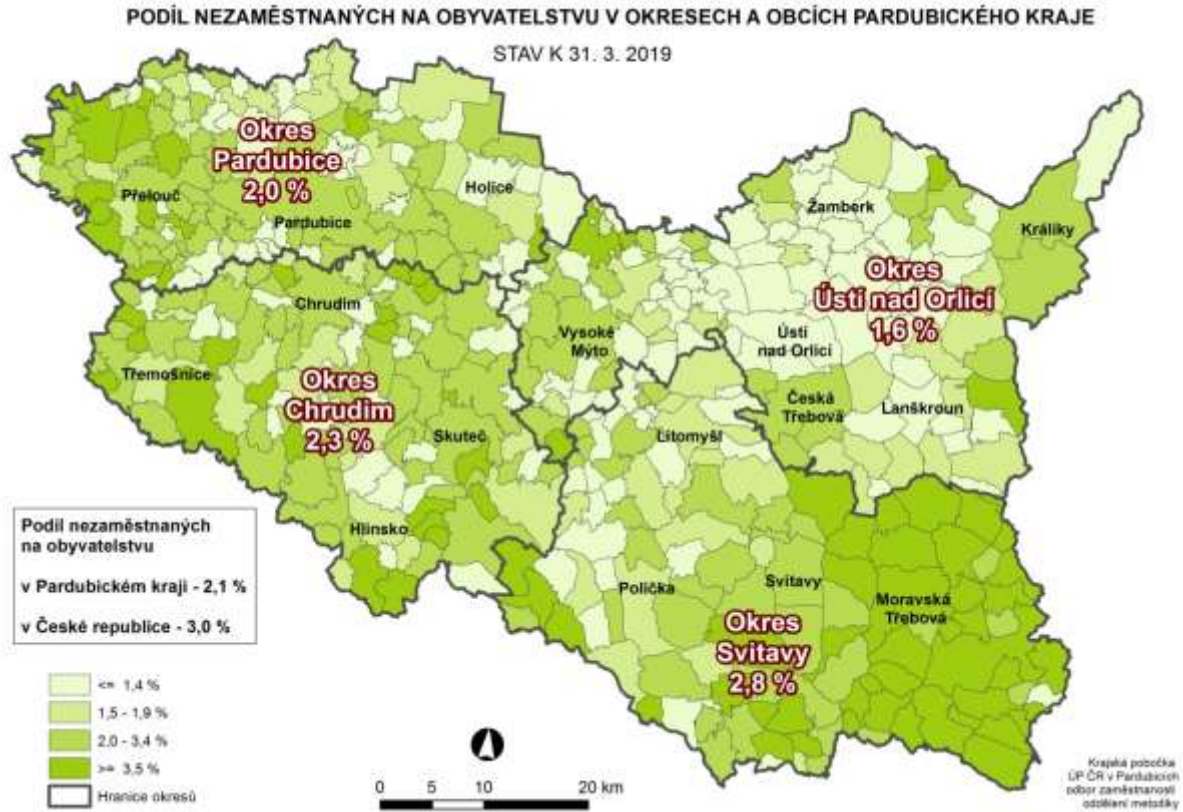 PODÍL NEZAMĚSTNANÝCH NA OBYVATELSTVU V OKRESECH A OBCÍCH PARDUBICKÉHO KRAJE
STAV K 31. 3. 2019
Okres
Pardubice
2,0 %
Přelouč
Holice
Pardubice
Žamberk
Králíky
Okres
Ústí nad Orlicí
1,6 %
Chrudim
Vysoké
Mýto
Ústí
nad Orlicí
Třemošnice
Okres
Chrudim
2,3 %
Česká
Třebová
Lanškroun
Skuteč
Litomyšl
Hlinsko
Polička
Svitavy
Moravská
Třebová
Okres
Svitavy
2,8 %
Podíl nezaměstnaných
na obyvatelstvu
v Pardubickém kraji - 2,1 %
v České republice - 3,0 %
<= 1,4 %
1,5 - 1,9 %
2,0 - 3,4 %
>= 3,5 %
Hranice okresů
0 5 10 20 km
Krajská pobočka
ÚP ČR v Pardubicích
odbor zaměstnanosti
oddělení metodiky